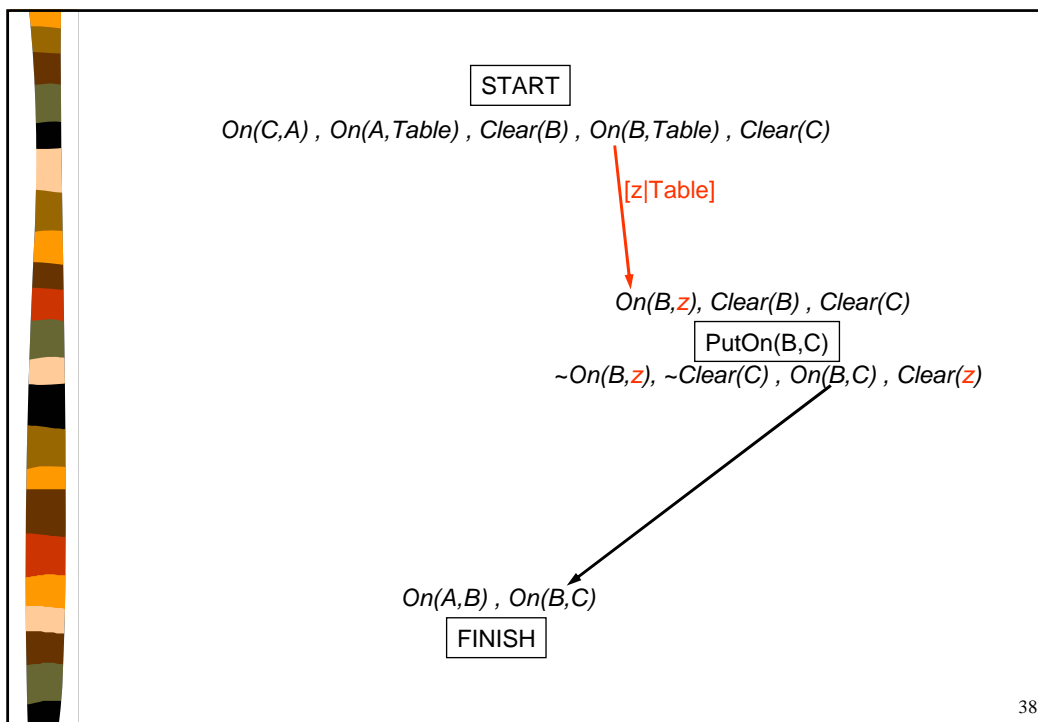 START
On(C,A) , On(A,Table) , Clear(B) , On(B,Table) , Clear(C)
[z|Table]
On(B,z), Clear(B) , Clear(C)
PutOn(B,C)
~On(B,z), ~Clear(C) , On(B,C) , Clear(z)
On(A,B) , On(B,C)
FINISH
38